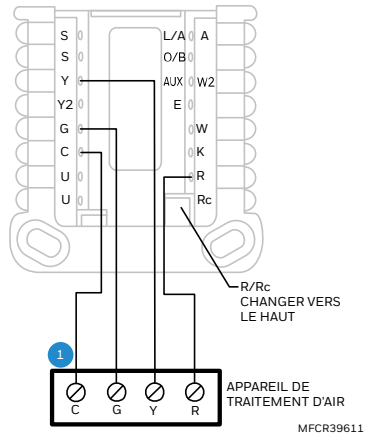 S L/A A
S O/B
Y AUX W2
Y2 E
G W
C K
U R
U Rc
R/Rc
CHANGER VERS
LE HAUT
1
C G Y R
APPAREIL DE
TRAITEMENT D'AIR
MFCR39611